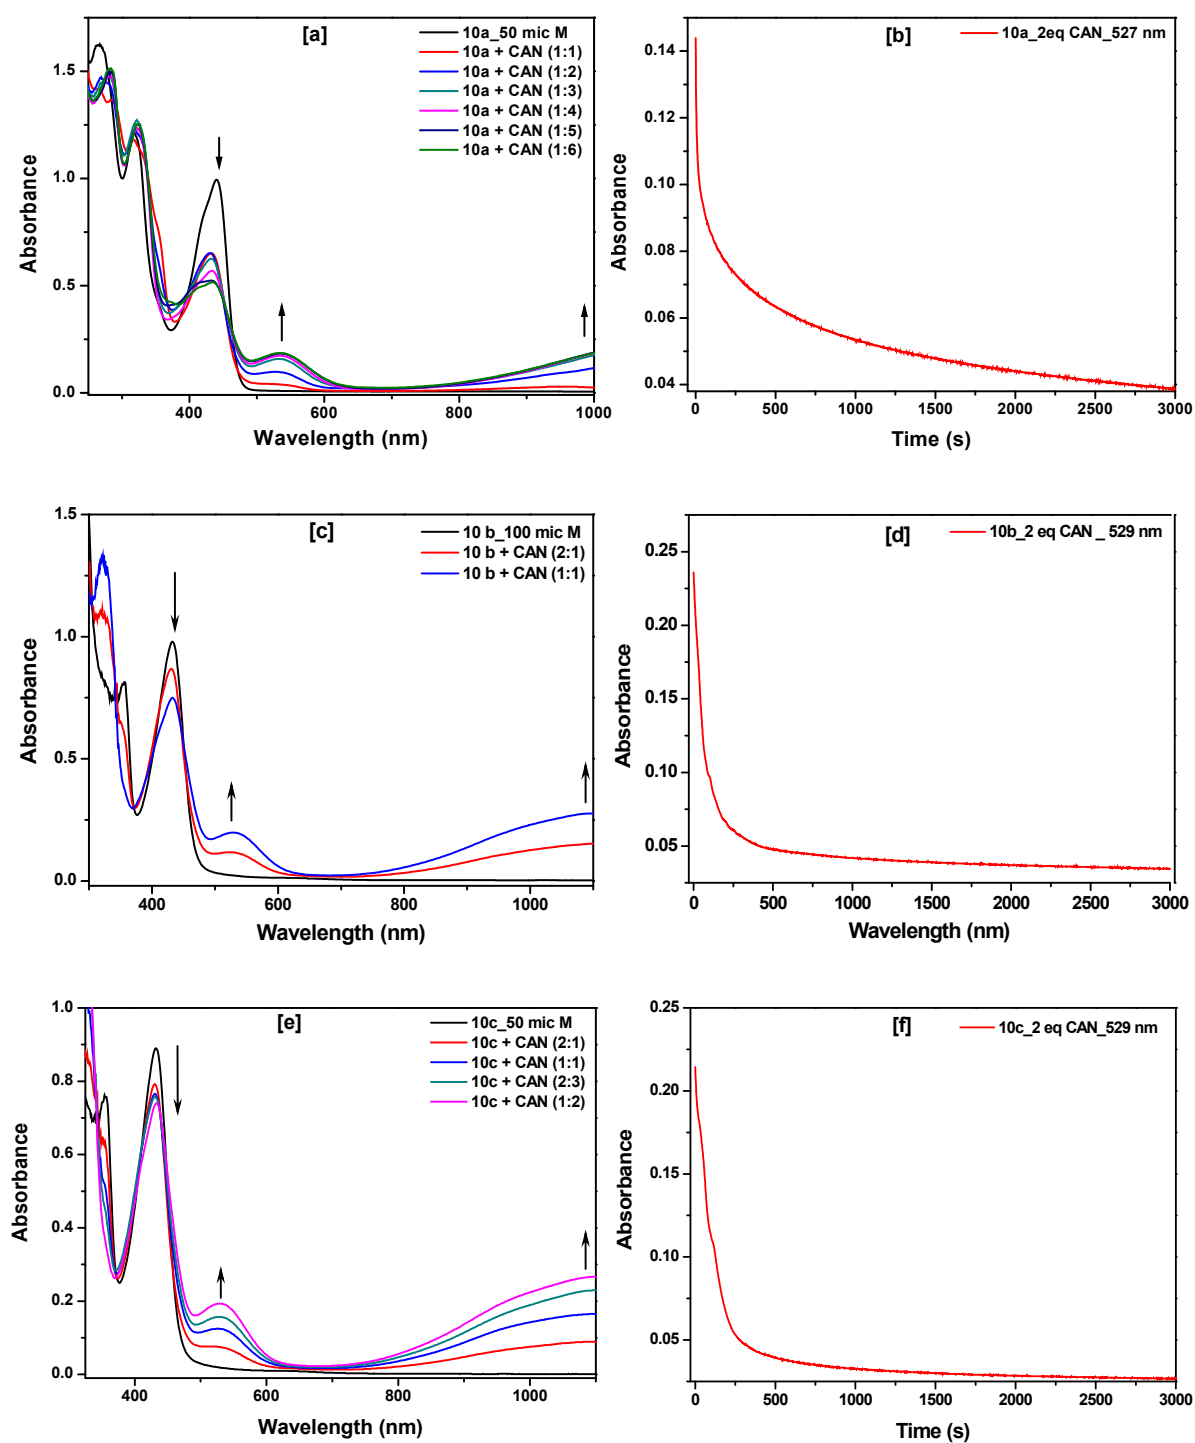 [a]
10a_50 mic M
10a + CAN (1:1)
10a + CAN (1:2)
10a + CAN (1:3)
10a + CAN (1:4)
10a + CAN (1:5)
10a + CAN (1:6)
1.5
1.0
0.5
0.0
Absorbance
400
600
800
1000
Wavelength (nm)
[b]
10a_2eq CAN_527 nm
0.14
0.12
0.10
0.08
0.06
0.04
Absorbance
0
500
1000
1500
2000
2500
3000
Time (s)
[c]
10 b_100 mic M
10 b + CAN (2:1)
10 b + CAN (1:1)
1.5
1.0
0.5
0.0
Absorbance
400
600
800
1000
Wavelength (nm)
[d]
10b_2 eq CAN _ 529 nm
0.25
0.20
0.15
0.10
0.05
Absorbance
0
500
1000
1500
2000
2500
3000
Wavelength (nm)
[e]
10c_50 mic M
10c + CAN (2:1)
10c + CAN (1:1)
10c + CAN (2:3)
10c + CAN (1:2)
1.0
0.8
0.6
0.4
0.2
0.0
Absorbance
400
600
800
1000
Wavelength (nm)
[f]
10c_2 eq CAN_529 nm
0.25
0.20
0.15
0.10
0.05
Absorbance
0
500
1000
1500
2000
2500
3000
Time (s)